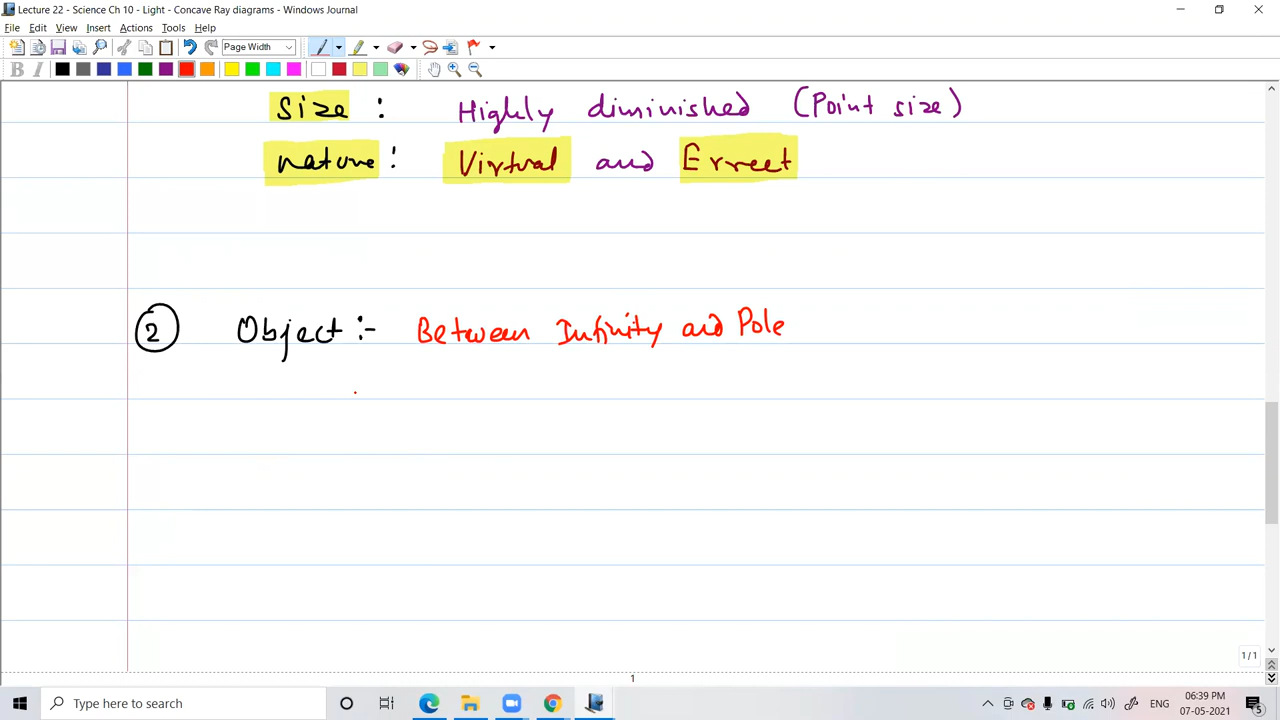 Lecture 22 - Science Ch 10 - Light - Concave Ray diagrams - Windows Journal
File Edit View Insert Actions Tools Help
Page Width
B I
Size : Highly diminished (Point size)
nature : Virtual and Erreet
2 Object :- Between Infinity and Pole
1/1
1
Type here to search
ENG
06:39 PM
07-05-2021
5